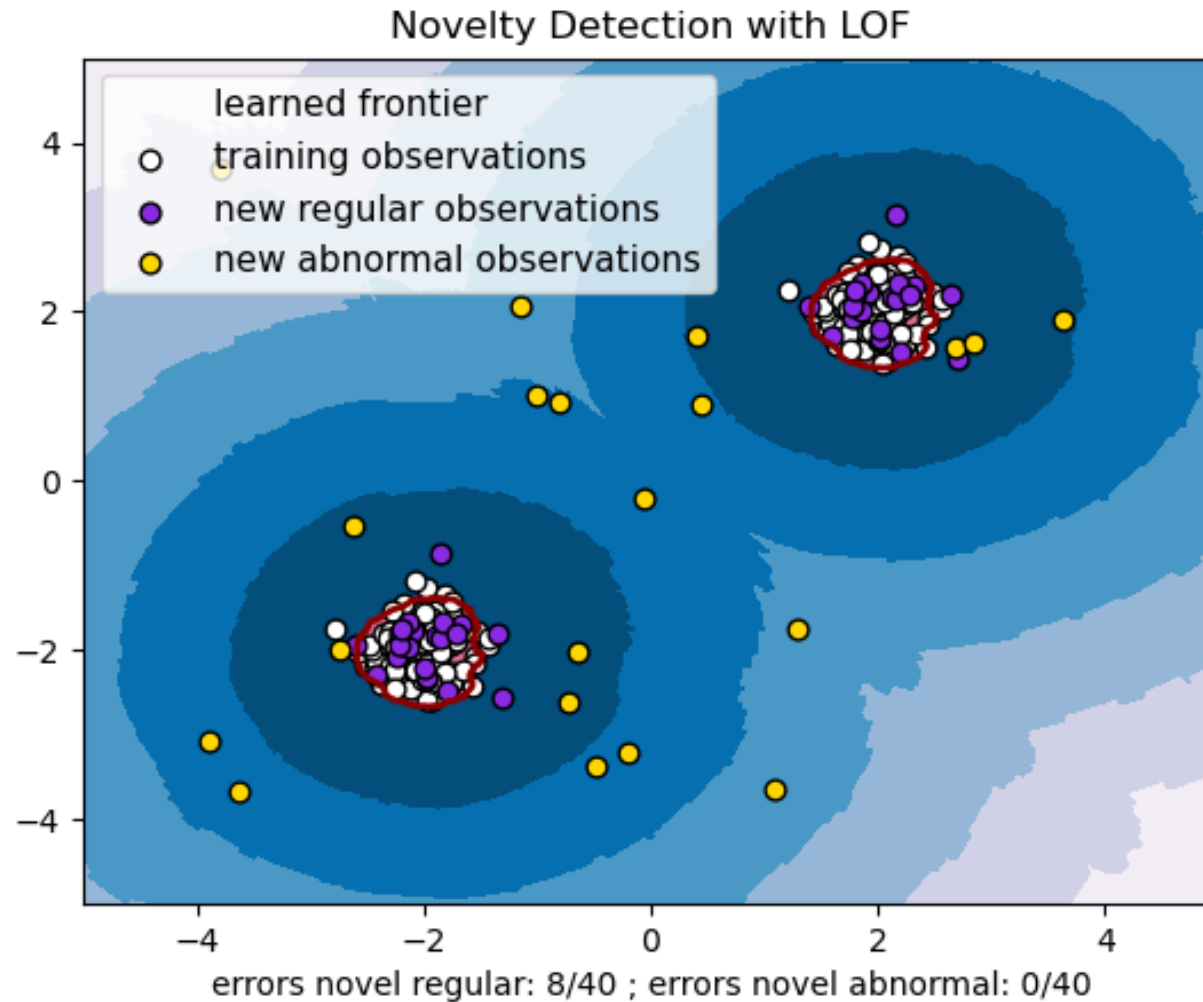 Novelty Detection with LOF
learned frontier
training observations
new regular observations
new abnormal observations
4
2
0
−2
−4
−4 −2 0 2 4
errors novel regular: 8/40 ; errors novel abnormal: 0/40